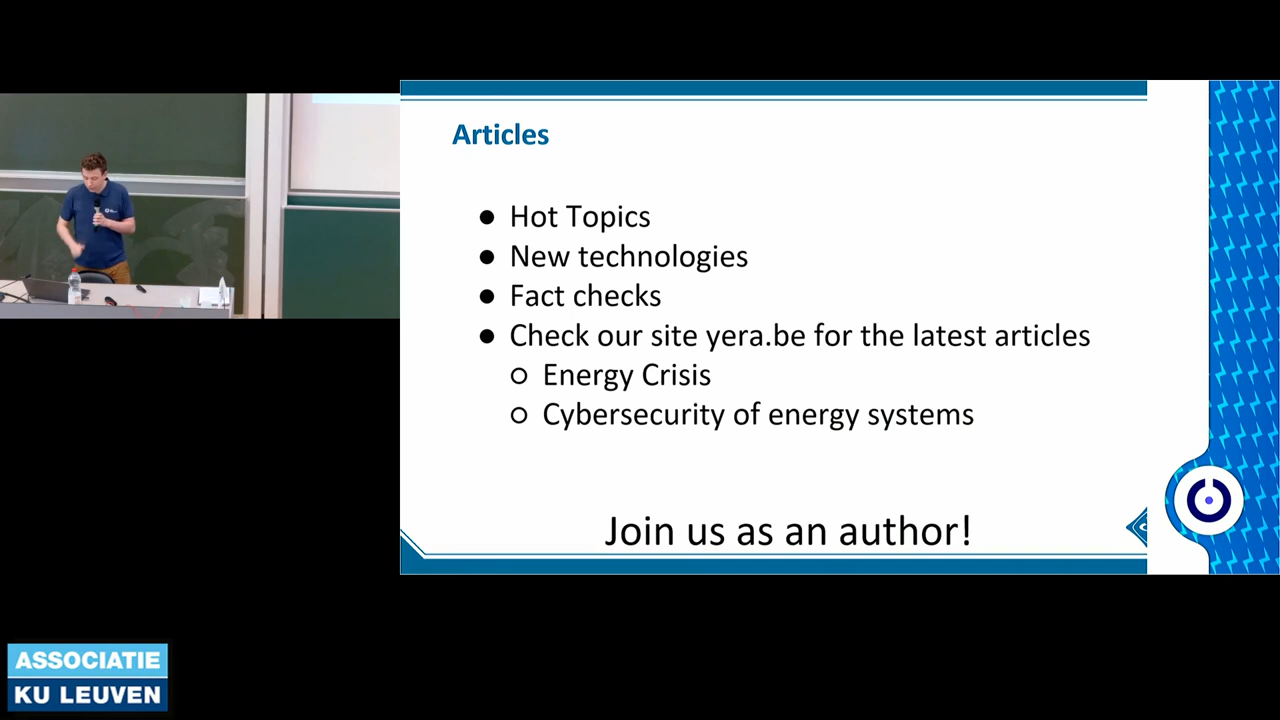 Articles
● Hot Topics
● New technologies
● Fact checks
● Check our site yera.be for the latest articles
○ Energy Crisis
○ Cybersecurity of energy systems
Join us as an author!
ASSOCIATIE
KU LEUVEN